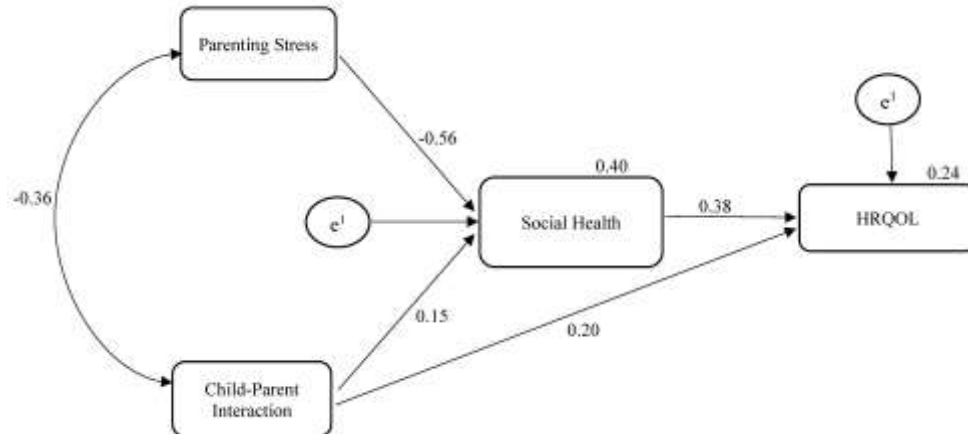 Parenting Stress
e¹
-0.56
0.40
0.24
-0.36
e¹
Social Health
0.38
HRQOL
0.15
0.20
Child-Parent
Interaction